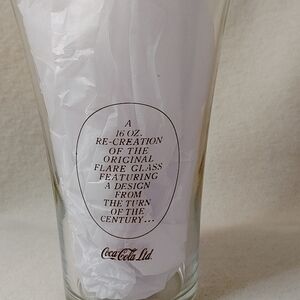 A
16 OZ.
RE-CREATION
OF THE
ORIGINAL
FLARE GLASS
FEATURING
A DESIGN
FROM
THE TURN
OF THE
CENTURY...
Coca-Cola Ltd.